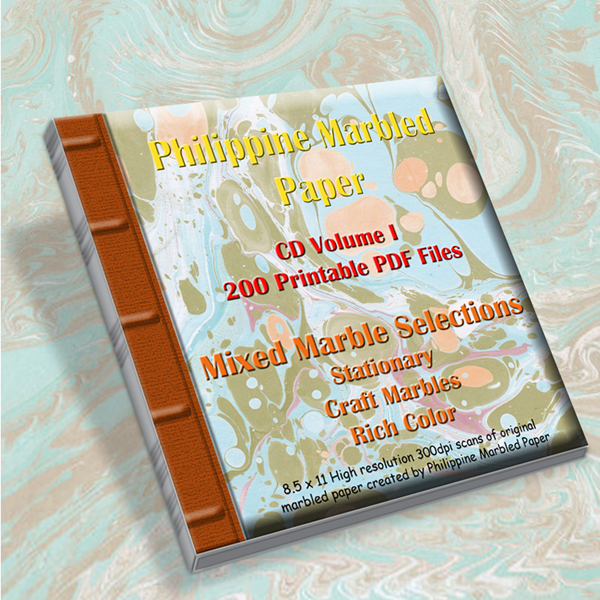 Philippine Marbled
Paper
CD Volume I
200 Printable PDF Files
Mixed Marble Selections
Stationary
Craft Marbles
Rich Color
8.5 x 11 High resolution 300dpi scans of original
marbled paper created by Philippine Marbled Paper